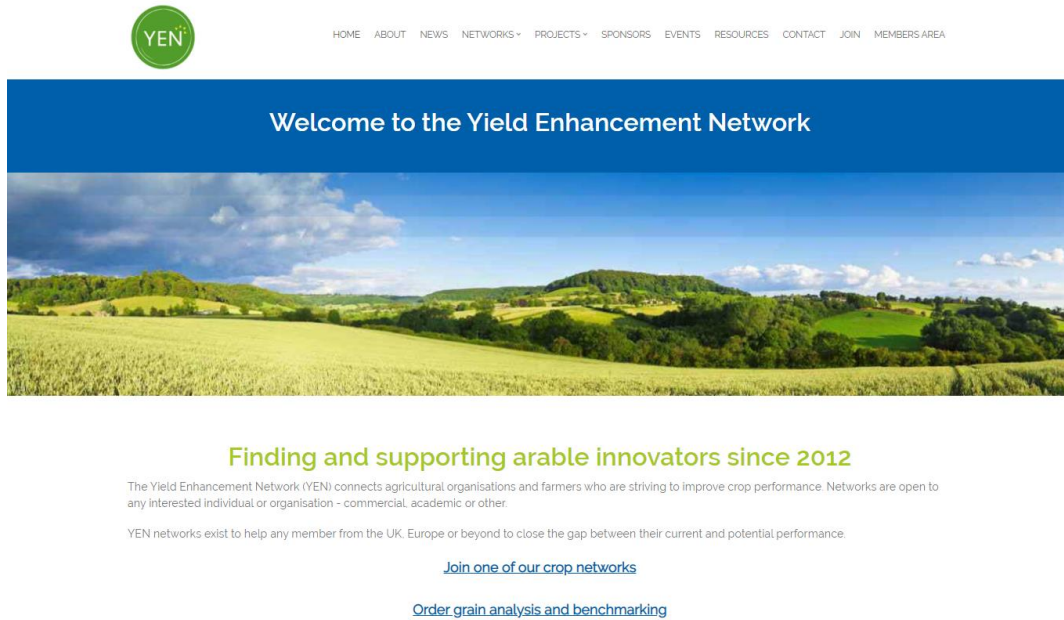 YEN
HOME ABOUT NEWS NETWORKS PROJECTS SPONSORS EVENTS RESOURCES CONTACT JOIN MEMBERS AREA
Welcome to the Yield Enhancement Network
Finding and supporting arable innovators since 2012
The Yield Enhancement Network (YEN) connects agricultural organisations and farmers who are striving to improve crop performance. Networks are open to
any interested individual or organisation - commercial, academic or other.
YEN networks exist to help any member from the UK, Europe or beyond to close the gap between their current and potential performance.
Join one of our crop networks
Order grain analysis and benchmarking